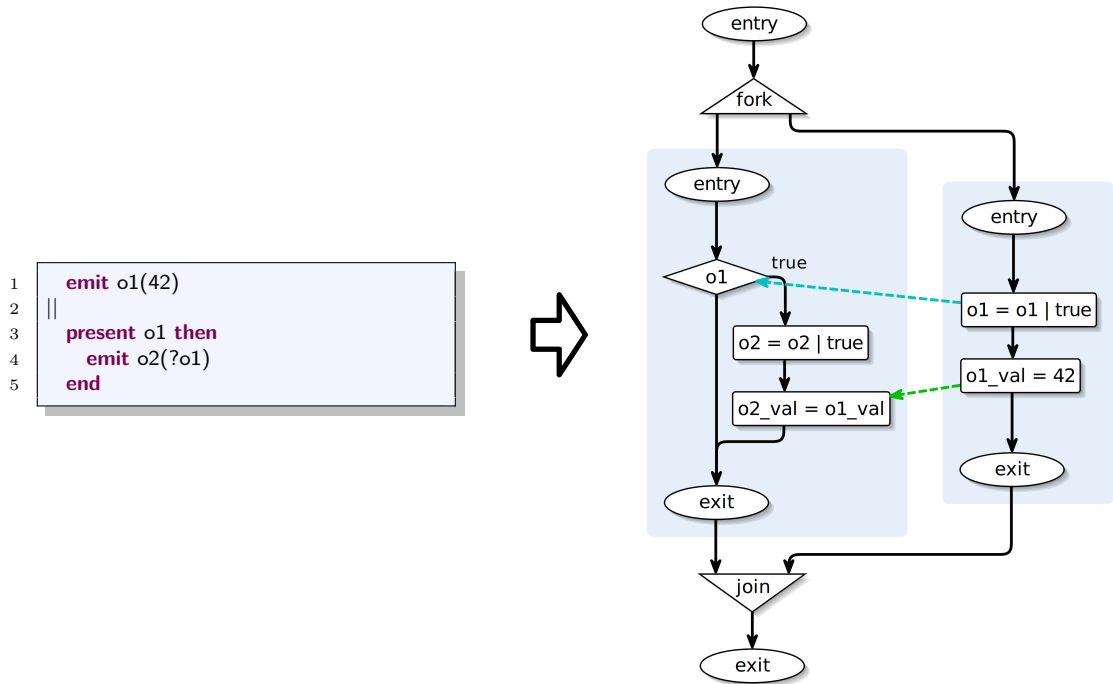 1 emit o1(42)
2 ||
3 present o1 then
4 emit o2(?o1)
5 end
entry
fork
entry
entry
o1
true
o1 = o1 | true
o2 = o2 | true
o1_val = 42
o2_val = o1_val
exit
exit
join
exit